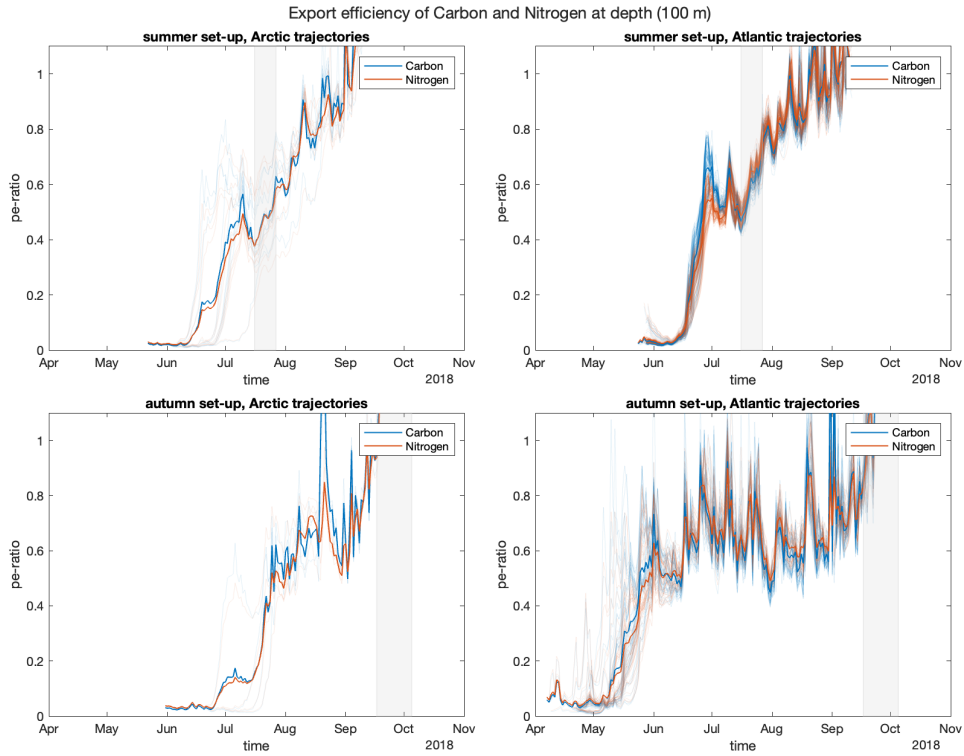 Export efficiency of Carbon and Nitrogen at depth (100 m)
summer set-up, Arctic trajectories
1
0.8
0.6
0.4
0.2
0
pe-ratio
Carbon
Nitrogen
Apr May Jun Jul Aug Sep Oct Nov
time
2018
summer set-up, Atlantic trajectories
1
0.8
0.6
0.4
0.2
0
pe-ratio
Carbon
Nitrogen
Apr May Jun Jul Aug Sep Oct Nov
time
2018
autumn set-up, Arctic trajectories
1
0.8
0.6
0.4
0.2
0
pe-ratio
Carbon
Nitrogen
Apr May Jun Jul Aug Sep Oct Nov
time
2018
autumn set-up, Atlantic trajectories
1
0.8
0.6
0.4
0.2
0
pe-ratio
Carbon
Nitrogen
Apr May Jun Jul Aug Sep Oct Nov
time
2018